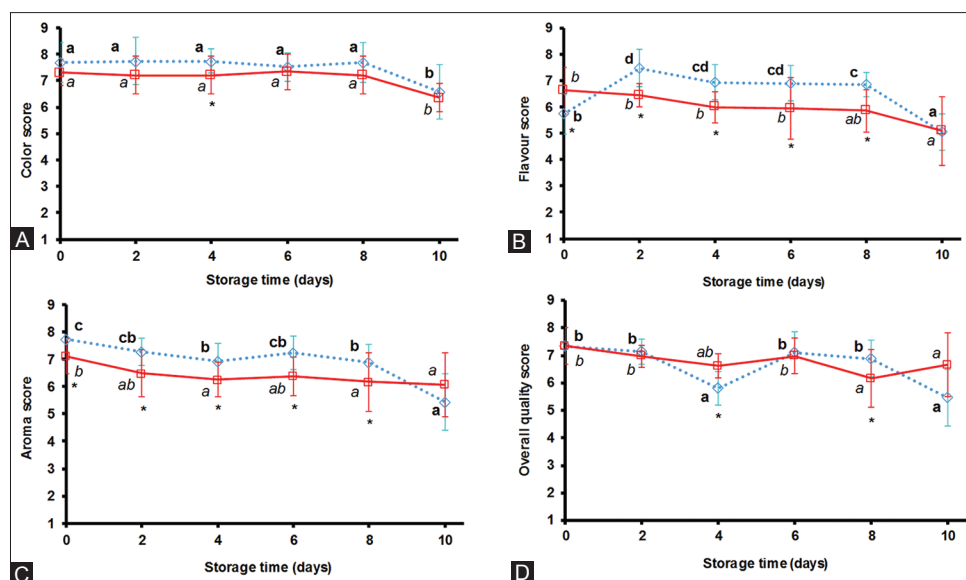 9
8
7
6
5
4
3
2
1
Color score
a a a a a b
a a a a a b
*
0 2 4 6 8 10
Storage time (days)
A
9
8
7
6
5
4
3
2
1
Flavour score
b d cd cd c a
b b b b ab a
* * * * *
0 2 4 6 8 10
Storage time (days)
B
9
8
7
6
5
4
3
2
1
Aroma score
c cb b cb b a
b ab a ab a a
* * * * *
0 2 4 6 8 10
Storage time (days)
C
9
8
7
6
5
4
3
2
1
Overall quality score
b b ab b b a
b b a b a a
* *
0 2 4 6 8 10
Storage time (days)
D